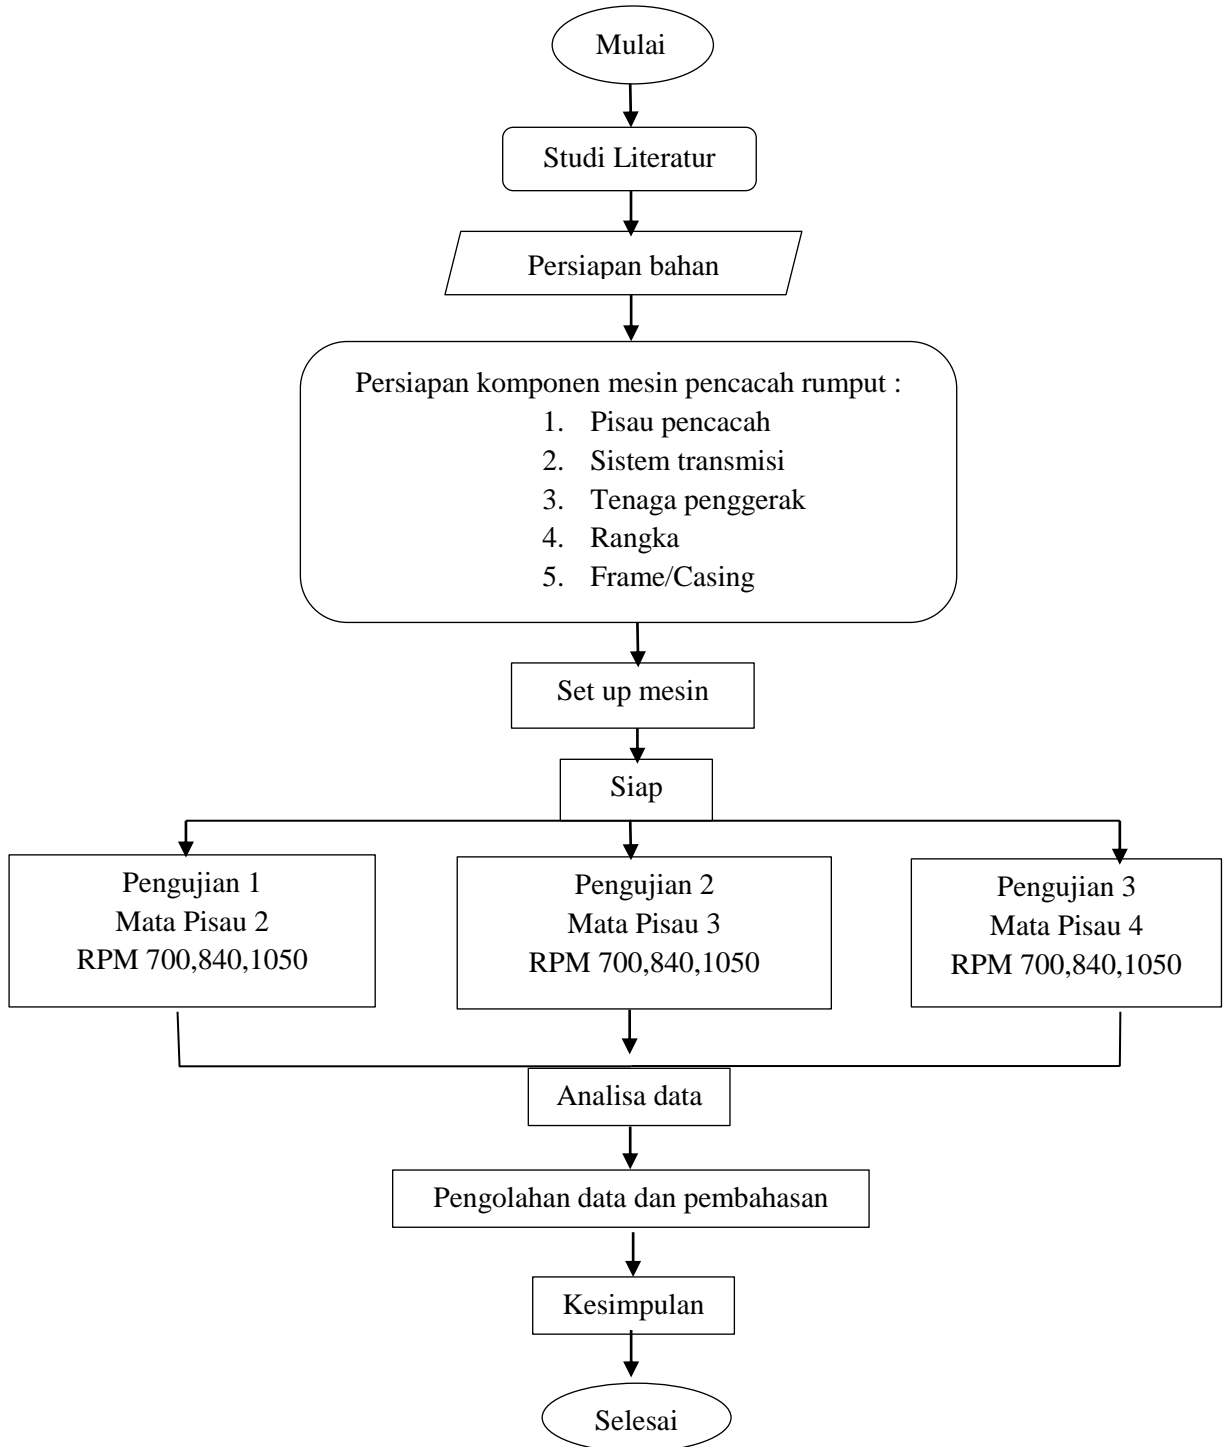 Mulai
Studi Literatur
Persiapan bahan
Persiapan komponen mesin pencacah rumput :
1. Pisau pencacah
2. Sistem transmisi
3. Tenaga penggerak
4. Rangka
5. Frame/Casing
Set up mesin
Siap
Pengujian 1
Mata Pisau 2
RPM 700,840,1050
Pengujian 2
Mata Pisau 3
RPM 700,840,1050
Pengujian 3
Mata Pisau 4
RPM 700,840,1050
Analisa data
Pengolahan data dan pembahasan
Kesimpulan
Selesai